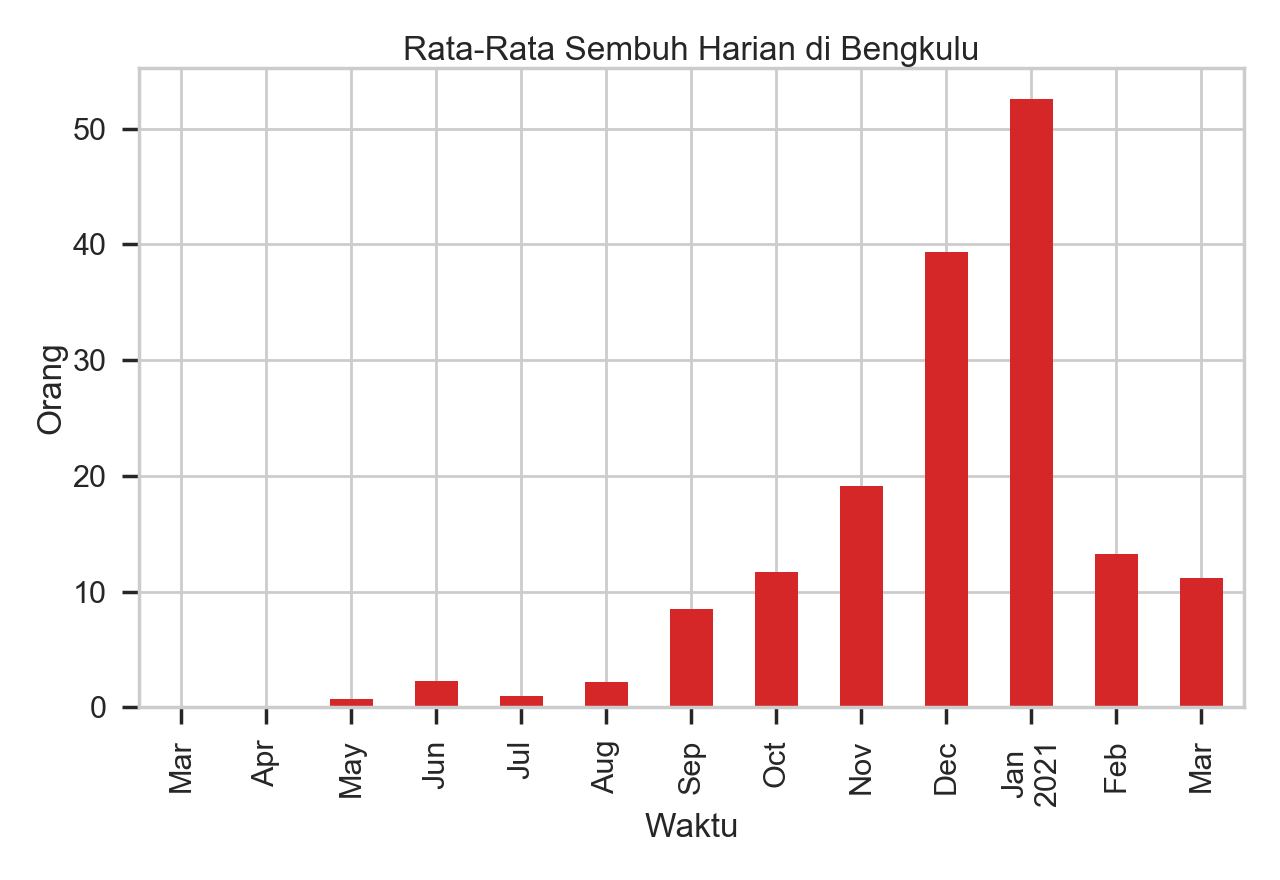 Rata-Rata Sembuh Harian di Bengkulu
50
40
30
20
10
0
Orang
Mar
Apr
May
Jun
Jul
Aug
Sep
Oct
Nov
Dec
Jan
2021
Feb
Mar
Waktu